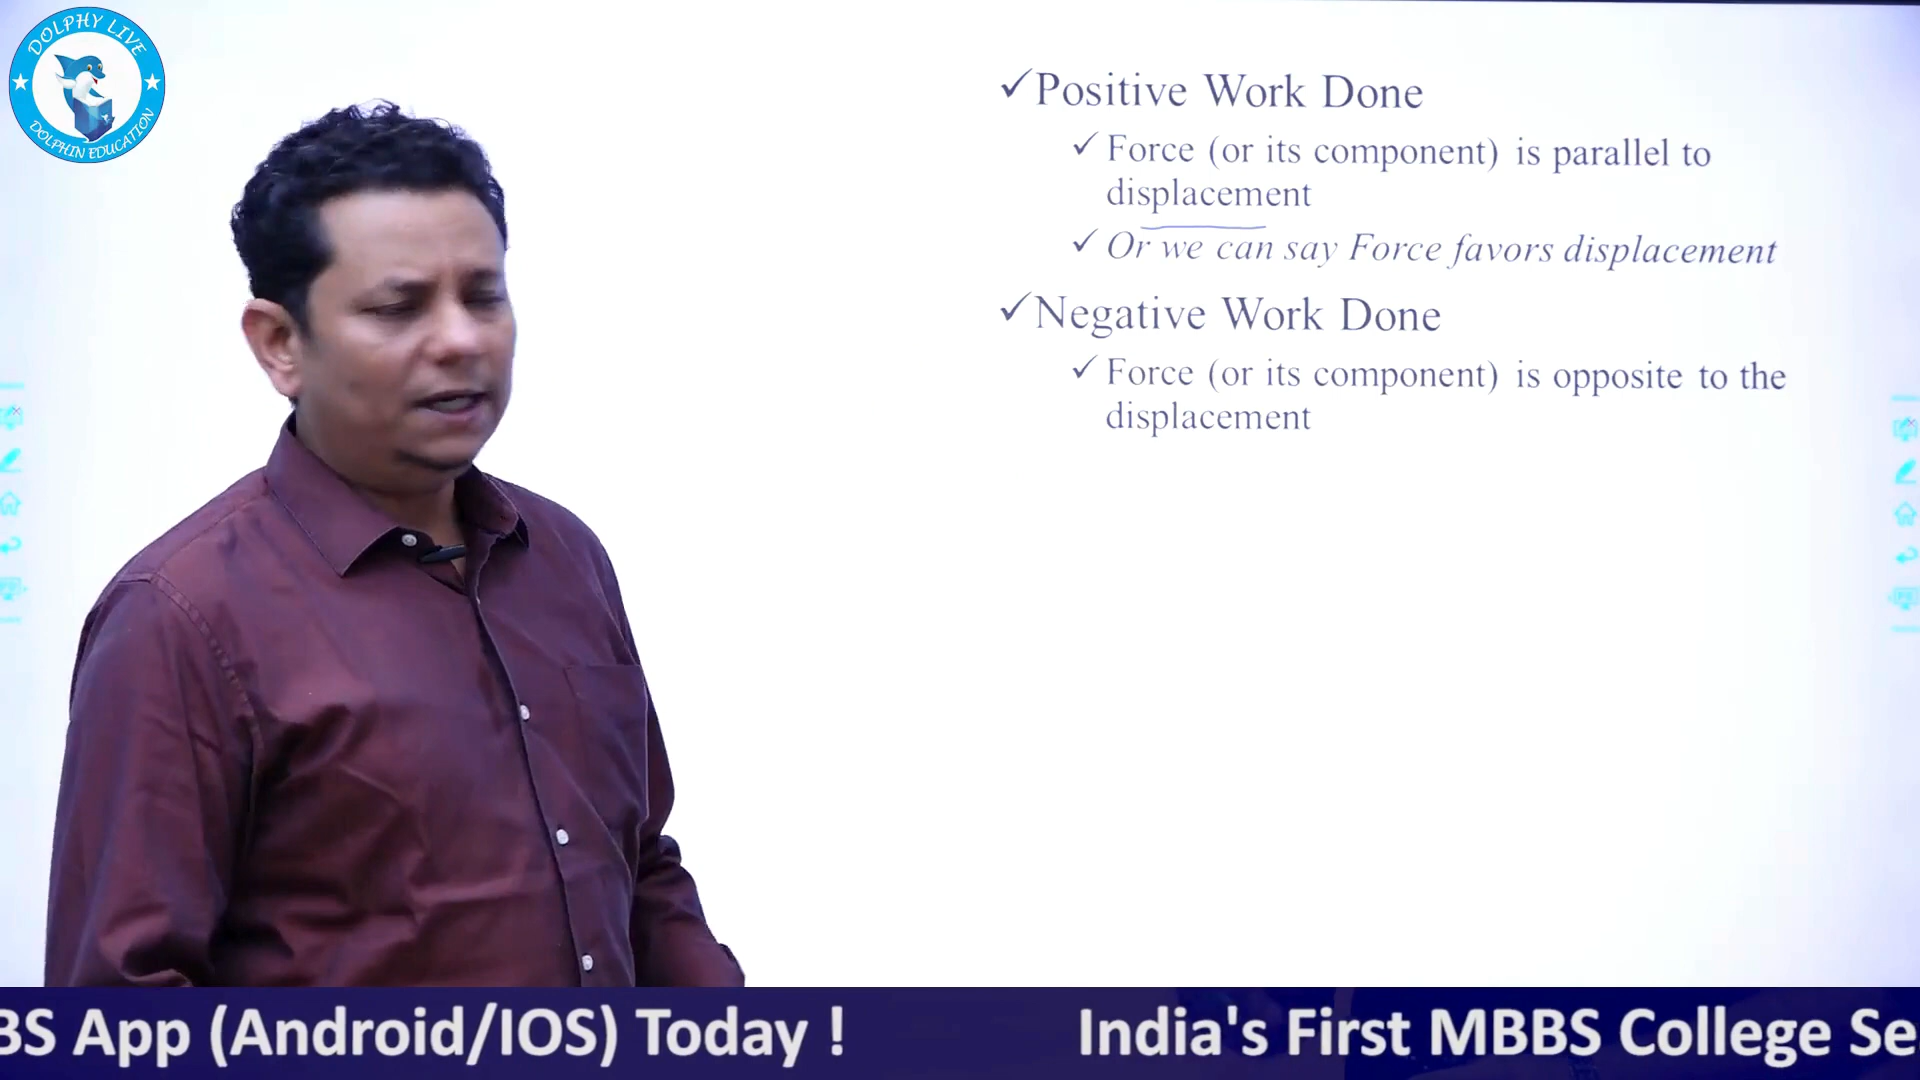 DOLPHY LIVE
DOLPHIN EDUCATION
✓Positive Work Done
✓Force (or its component) is parallel to
displacement
✓Or we can say Force favors displacement
✓Negative Work Done
✓Force (or its component) is opposite to the
displacement
BS App (Android/IOS) Today !
India's First MBBS College Se